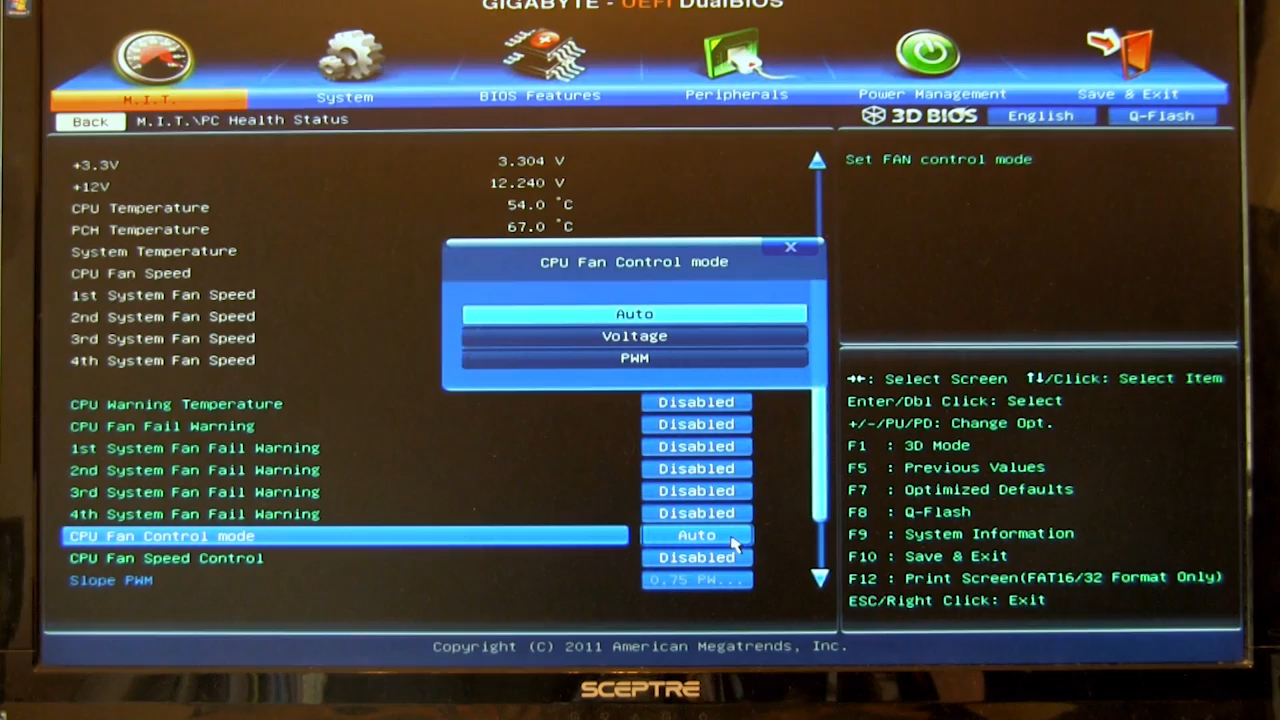 GIGABYTE - UEFI DualBIOS
M.I.T. System BIOS Features Peripherals Power Management Save & Exit
Back M.I.T.\PC Health Status 3D BIOS English Q-Flash
+3.3V 3.304 V
+12V 12.240 V
CPU Temperature 54.0 °C
PCH Temperature 67.0 °C
System Temperature
CPU Fan Speed
1st System Fan Speed
2nd System Fan Speed
3rd System Fan Speed
4th System Fan Speed
X
CPU Fan Control mode
Auto
Voltage
PWM
CPU Warning Temperature Disabled
CPU Fan Fail Warning Disabled
1st System Fan Fail Warning Disabled
2nd System Fan Fail Warning Disabled
3rd System Fan Fail Warning Disabled
4th System Fan Fail Warning Disabled
CPU Fan Control mode Auto
CPU Fan Speed Control Disabled
Slope PWM 0.75 PW...
Set FAN control mode
→←: Select Screen ↑↓/Click: Select Item
Enter/Dbl Click: Select
+/-/PU/PD: Change Opt.
F1 : 3D Mode
F5 : Previous Values
F7 : Optimized Defaults
F8 : Q-Flash
F9 : System Information
F10 : Save & Exit
F12 : Print Screen(FAT16/32 Format Only)
ESC/Right Click: Exit
Copyright (C) 2011 American Megatrends, Inc.
SCEPTRE